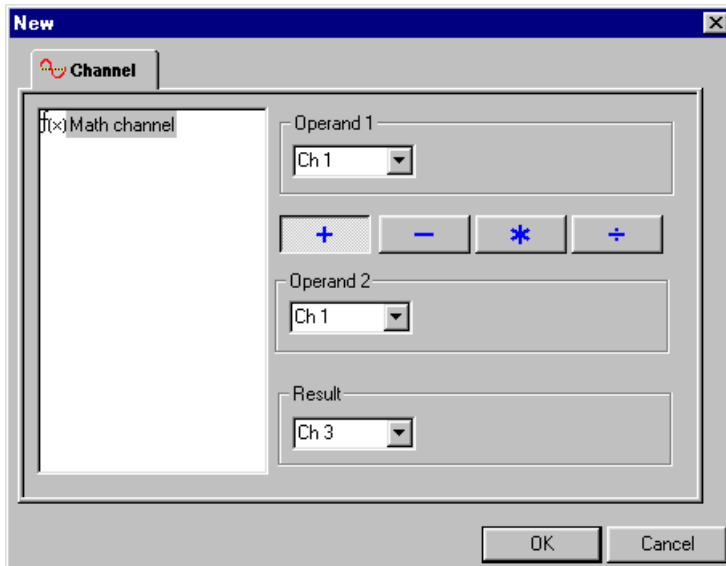 New
Channel
f(x) Math channel
Operand 1
Ch 1
+ − * ÷
Operand 2
Ch 1
Result
Ch 3
OK Cancel